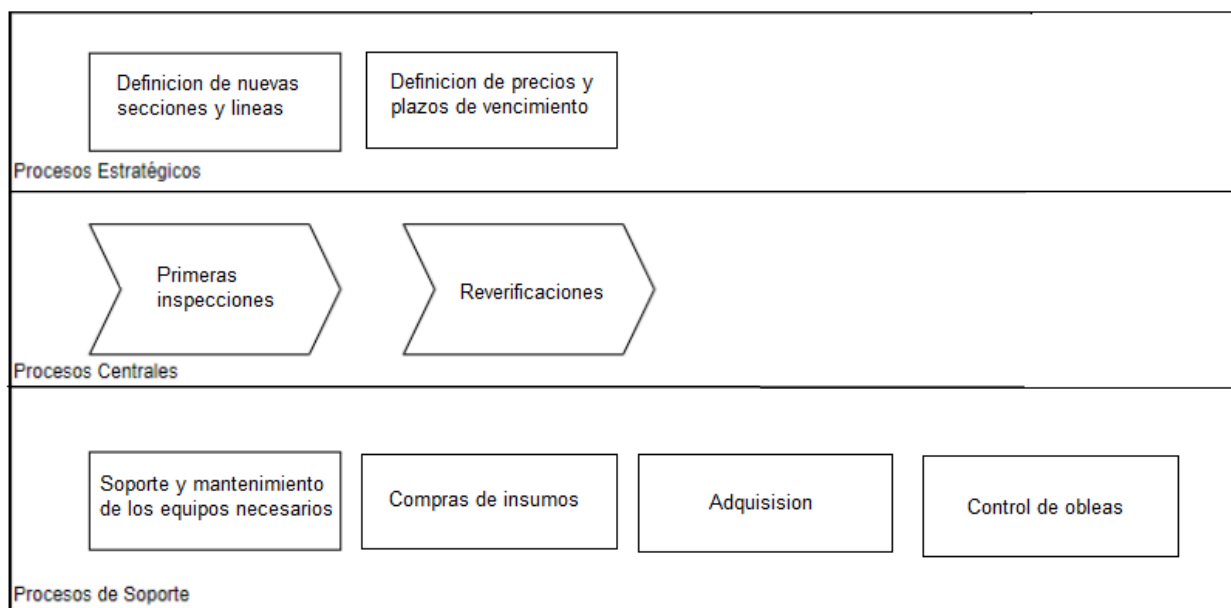 Definicion de nuevas
secciones y lineas
Definicion de precios y
plazos de vencimiento
Procesos Estratégicos
Primeras
inspecciones
Reverificaciones
Procesos Centrales
Soporte y mantenimiento
de los equipos necesarios
Compras de insumos
Adquisision
Control de obleas
Procesos de Soporte